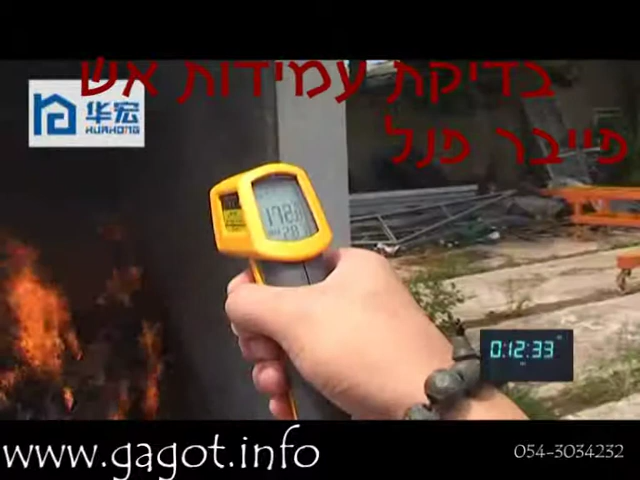 בדיקת עמידות אש
פייבר פנל
华宏
HUAHONG
0:12:33
www.gagot.info
054-3034232